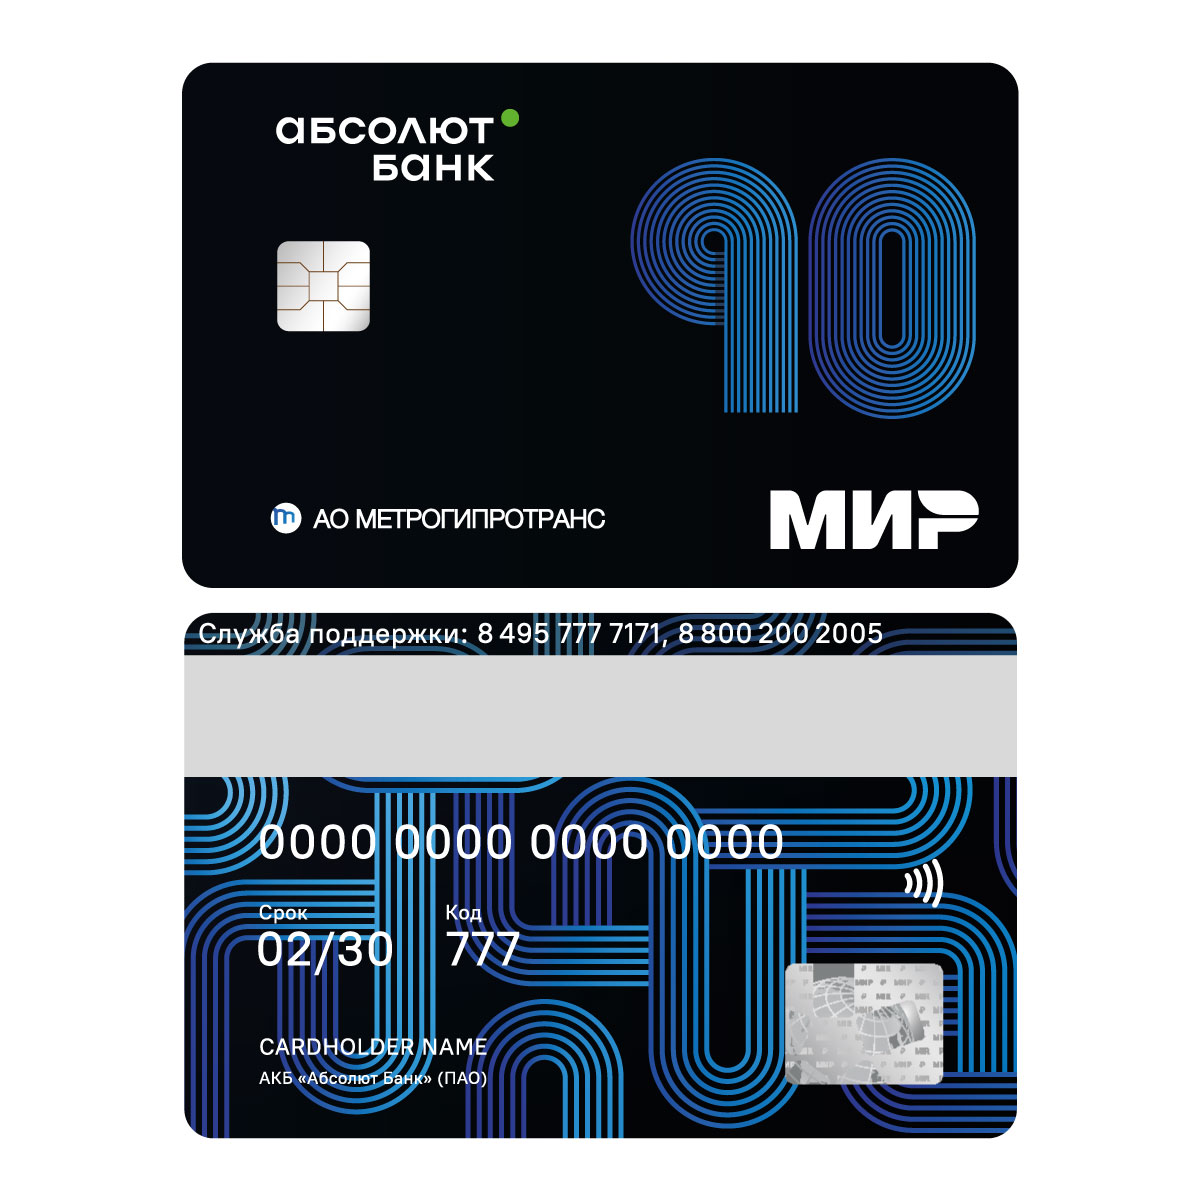 абсолют
банк
90
m АО МЕТРОГИПРОТРАНС
МИР
Служба поддержки: 8 495 777 7171, 8 800 200 2005
0000 0000 0000 0000
Срок
Код
02/30
777
CARDHOLDER NAME
АКБ «Абсолют Банк» (ПАО)